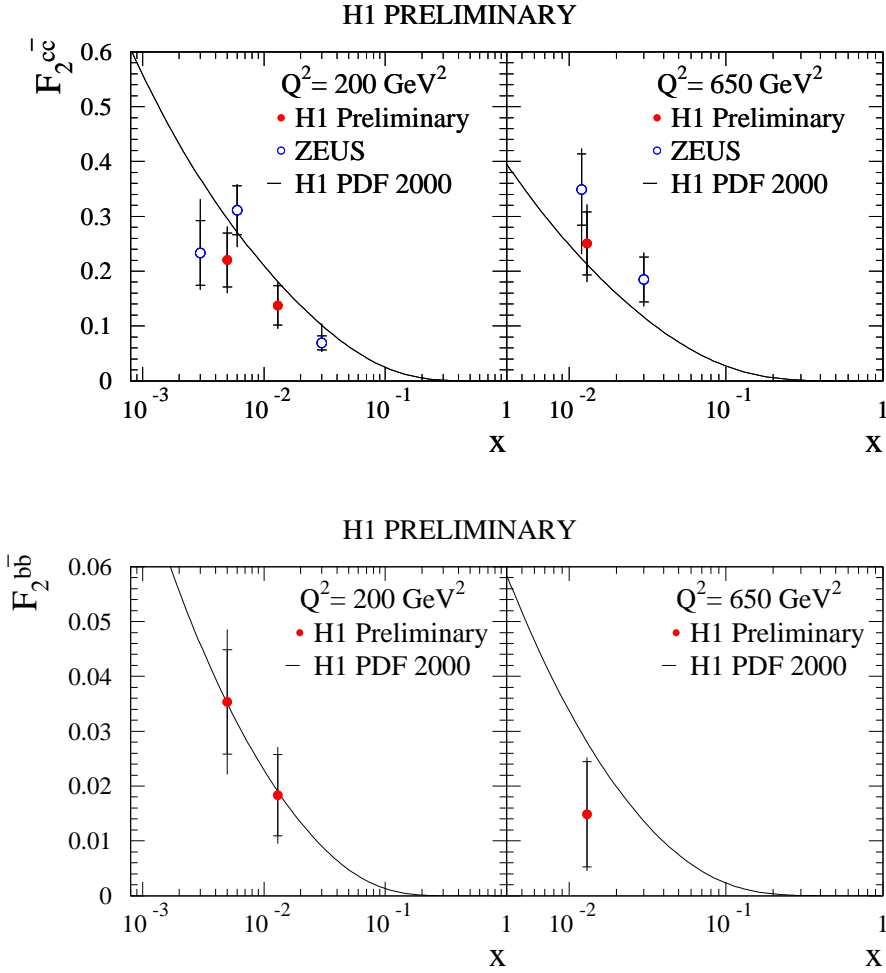 H1 PRELIMINARY
F₂^cc̄
Q²= 200 GeV²
H1 Preliminary
ZEUS
H1 PDF 2000
Q²= 650 GeV²
H1 Preliminary
ZEUS
H1 PDF 2000
0.6
0.5
0.4
0.3
0.2
0.1
0
10⁻³ 10⁻² 10⁻¹ 1 10⁻² 10⁻¹ 1
x x
H1 PRELIMINARY
F₂^bb̄
Q²= 200 GeV²
H1 Preliminary
H1 PDF 2000
Q²= 650 GeV²
H1 Preliminary
H1 PDF 2000
0.06
0.05
0.04
0.03
0.02
0.01
0
10⁻³ 10⁻² 10⁻¹ 1 10⁻² 10⁻¹ 1
x x